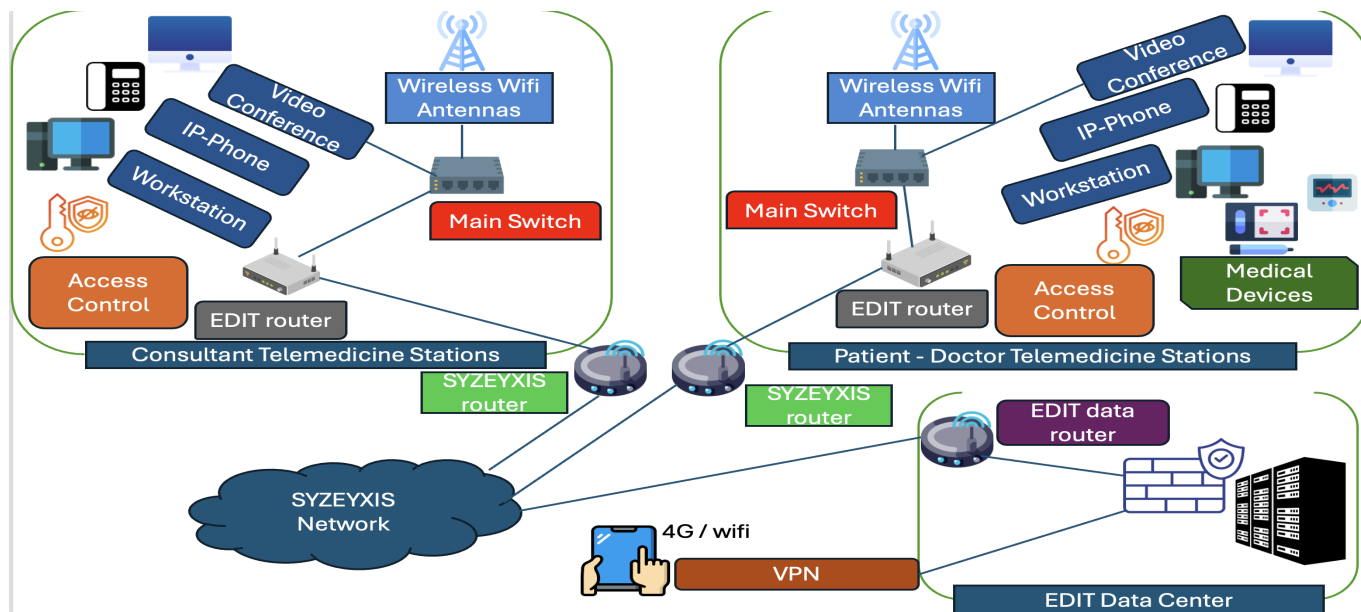 Video
Conference
IP-Phone
Workstation
Access
Control
Wireless Wifi
Antennas
Main Switch
EDIT router
Consultant Telemedicine Stations
SYZEYXIS
router
Wireless Wifi
Antennas
Video
Conference
IP-Phone
Workstation
Main Switch
EDIT router
Access
Control
Medical
Devices
Patient - Doctor Telemedicine Stations
SYZEYXIS
router
EDIT data
router
SYZEYXIS
Network
4G / wifi
VPN
EDIT Data Center